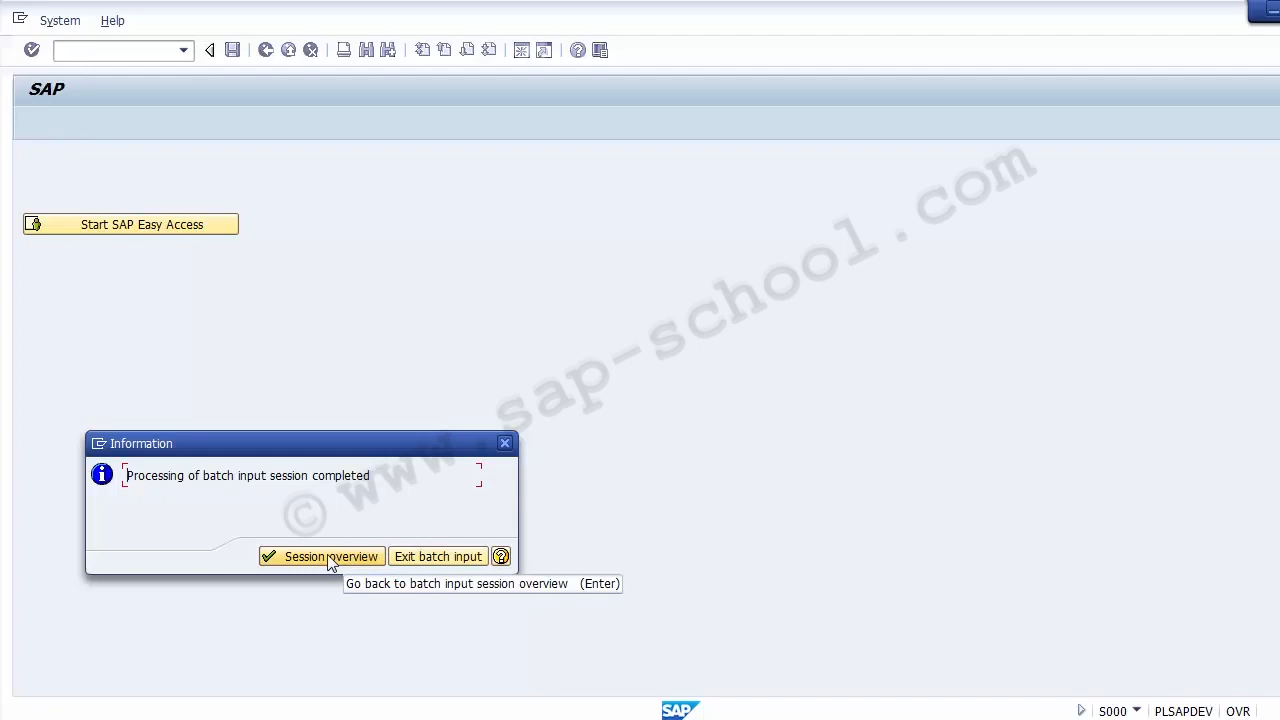 System Help
SAP
Start SAP Easy Access
© www.sap-school.com
Information
Processing of batch input session completed
Session overview Exit batch input
Go back to batch input session overview (Enter)
SAP
S000 PLSAPDEV OVR